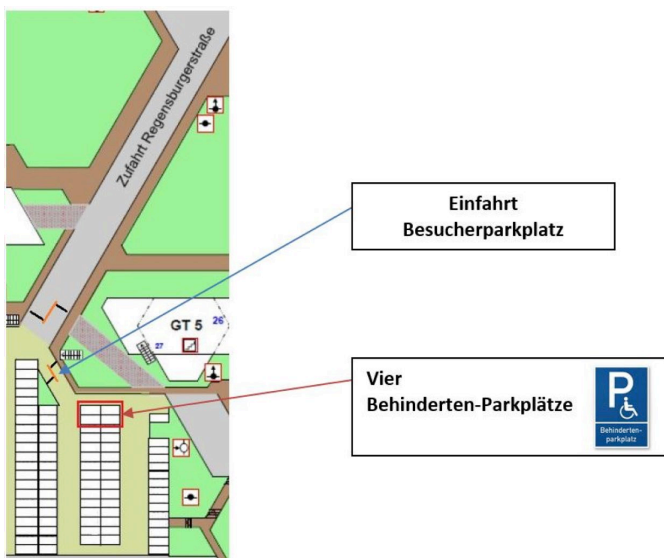 Zufahrt Regensburgerstraße
Einfahrt
Besucherparkplatz
GT 5
26
27
Vier
Behinderten-Parkplätze
P
Behinderten-
parkplatz